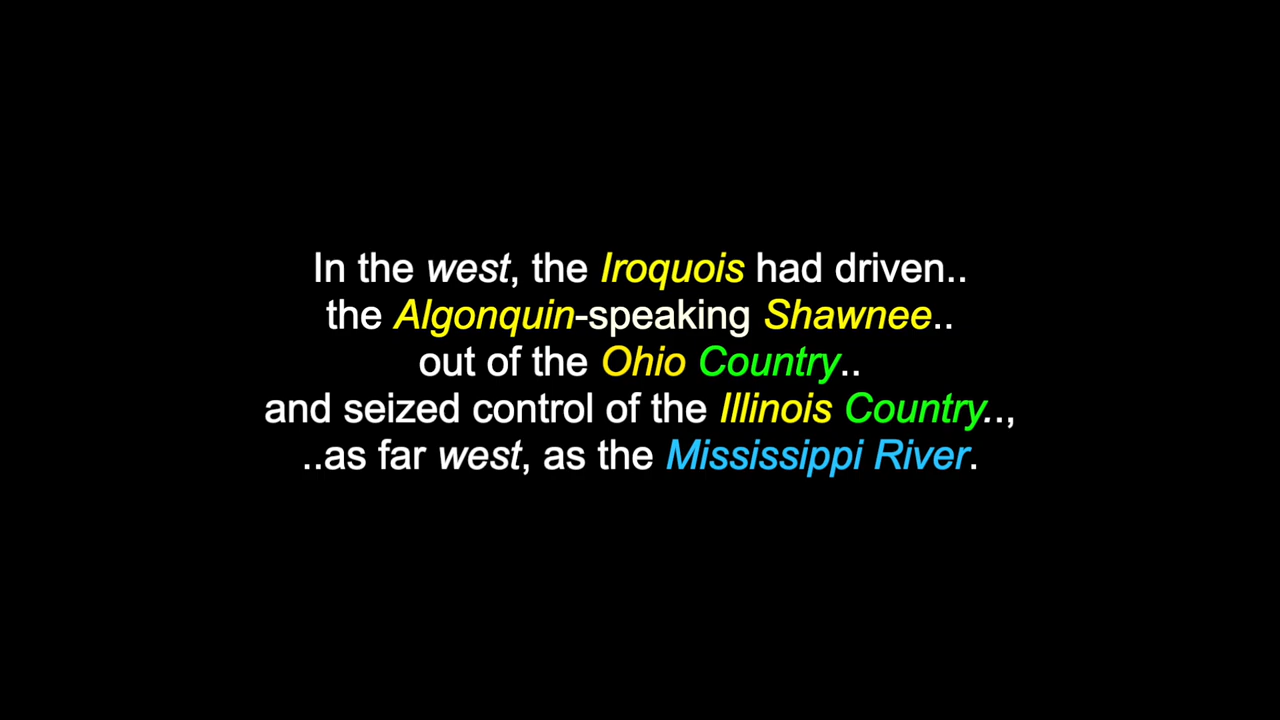 In the west, the Iroquois had driven..
the Algonquin-speaking Shawnee..
out of the Ohio Country..
and seized control of the Illinois Country..,
..as far west, as the Mississippi River.